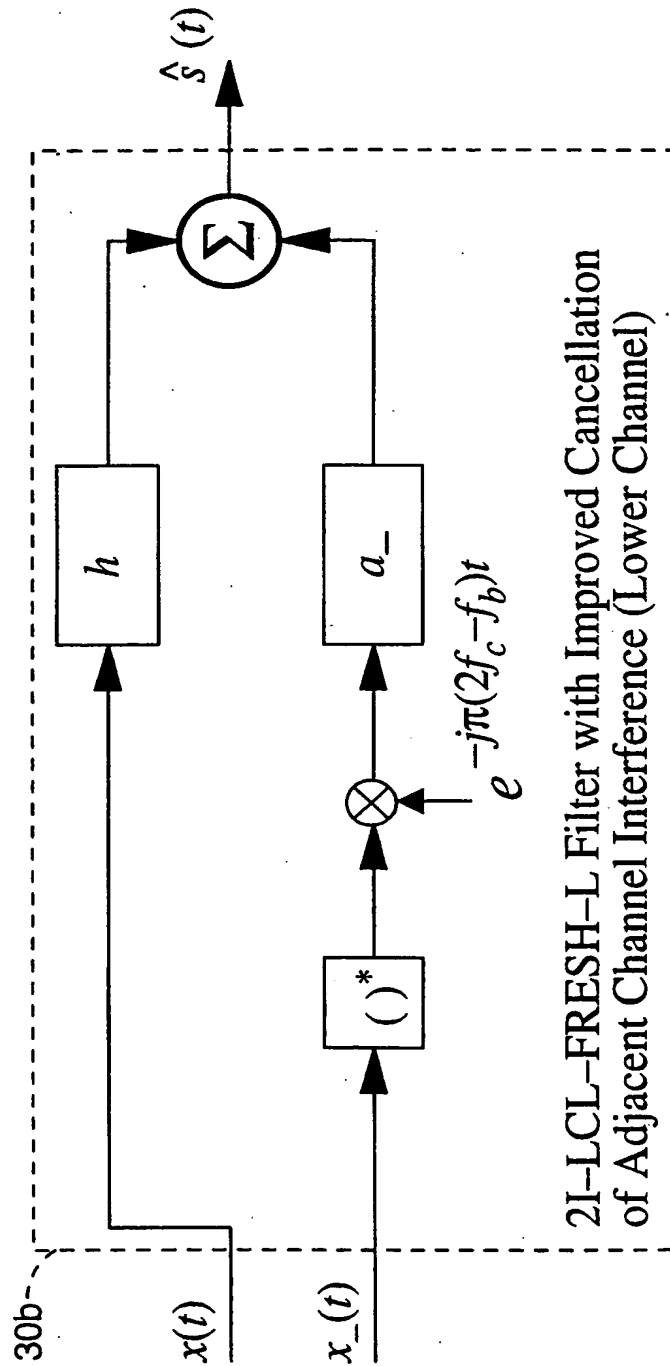 30b
x(t)
x_(t)
h
( )*
e^{-jπ(2f_c-f_b)t}
a_
Σ
ŝ (t)
2I–LCL–FRESH–L Filter with Improved Cancellation
of Adjacent Channel Interference (Lower Channel)